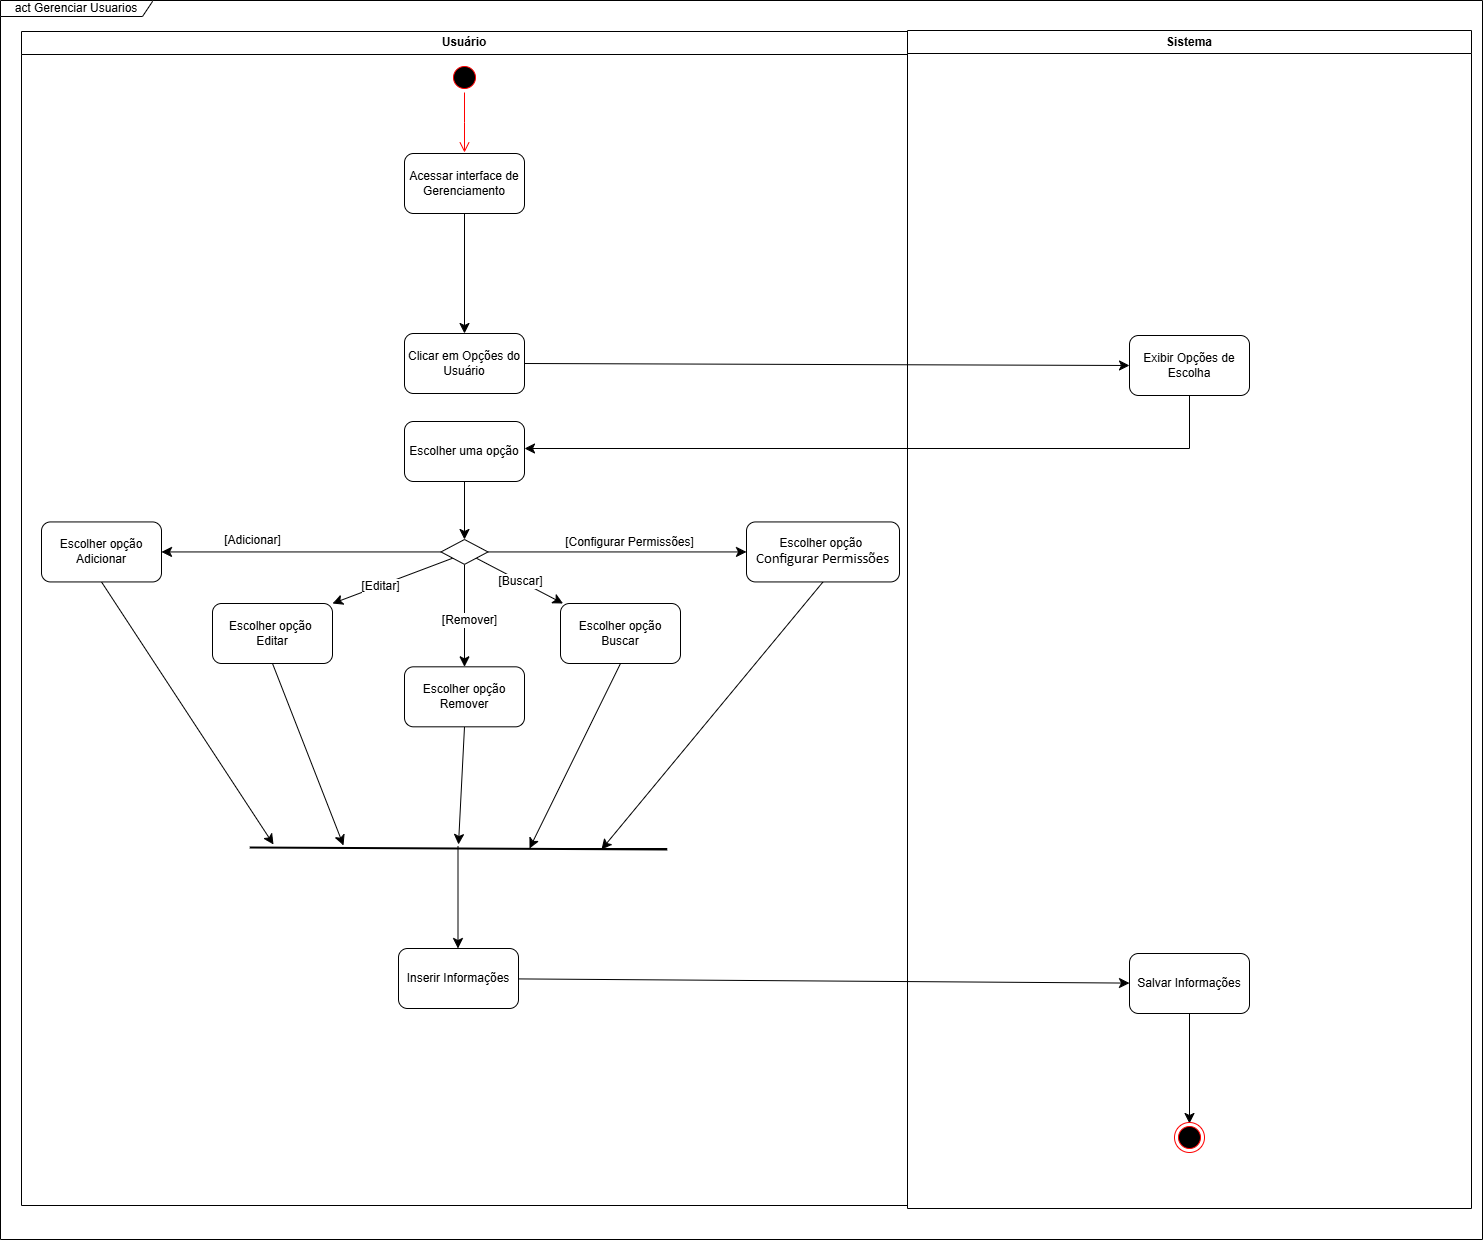 act Gerenciar Usuarios
Usuário
Sistema
Acessar interface de
Gerenciamento
Clicar em Opções do
Usuário
Exibir Opções de
Escolha
Escolher uma opção
[Adicionar]
[Configurar Permissões]
Escolher opção
Adicionar
Escolher opção
Configurar Permissões
[Editar]
[Buscar]
[Remover]
Escolher opção
Editar
Escolher opção
Buscar
Escolher opção
Remover
Inserir Informações
Salvar Informações